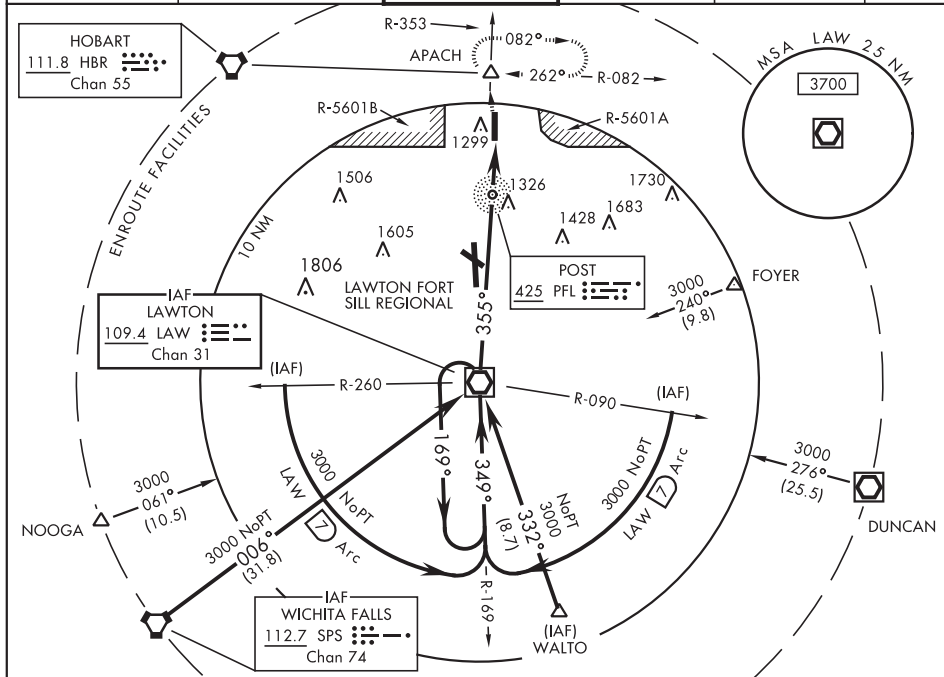 HOBART
111.8 HBR
Chan 55
R-353
APACH
082°
262°
R-082
MSA LAW 25 NM
3700
ENROUTE FACILITIES
R-5601B
R-5601A
1299
1506
1326
1730
10 NM
1605
1428
1683
1806
LAWTON FORT
SILL REGIONAL
POST
425 PFL
FOYER
3000
240°
(9.8)
IAF
LAWTON
109.4 LAW
Chan 31
355°
(IAF)
R-260
R-090
(IAF)
3000 NoPT
LAW 7 Arc
169°
349°
NoPT
3000
332°
(8.7)
3000 NoPT
LAW 7 Arc
3000
276°
(25.5)
DUNCAN
3000
061°
(10.5)
NOOGA
3000 NoPT
006°
(31.8)
R-169
IAF
WICHITA FALLS
112.7 SPS
Chan 74
(IAF)
WALTO